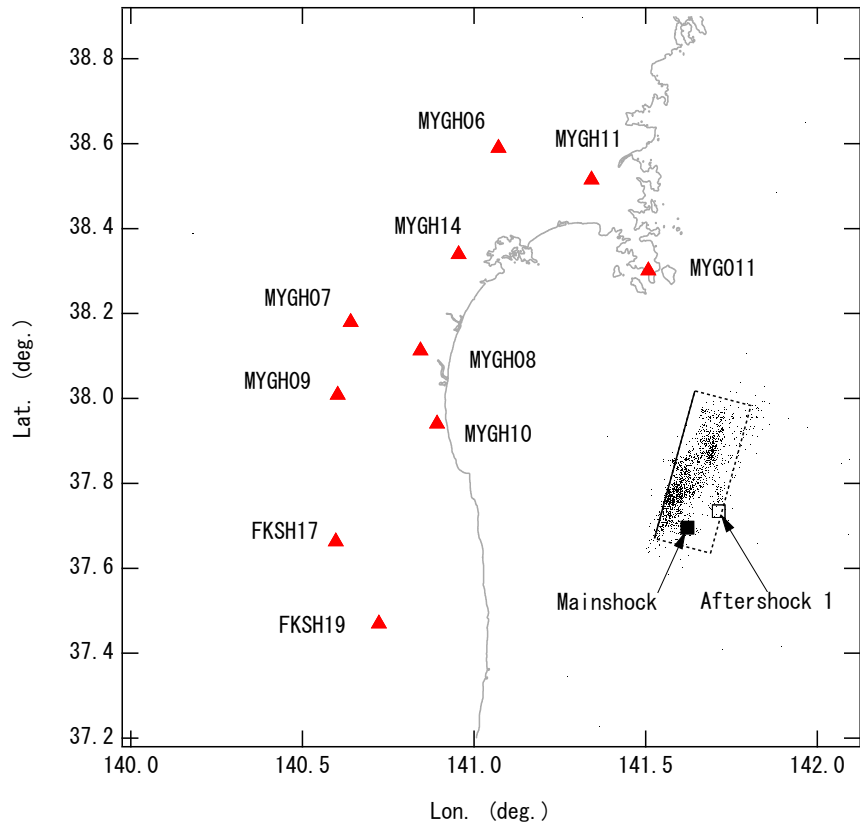 38.8
38.6
38.4
38.2
38.0
37.8
37.6
37.4
37.2
Lat. (deg.)
MYGH06
MYGH11
MYGH14
MYG011
MYGH07
MYGH08
MYGH09
MYGH10
FKSH17
FKSH19
Mainshock
Aftershock 1
140.0
140.5
141.0
141.5
142.0
Lon. (deg.)